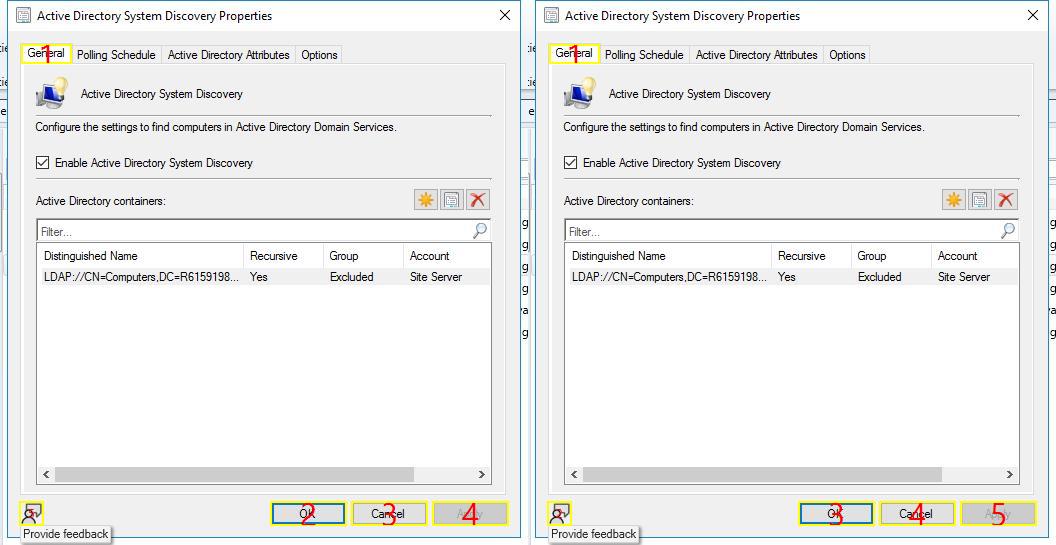 Active Directory System Discovery Properties
General Polling Schedule Active Directory Attributes Options
1
Active Directory System Discovery
Configure the settings to find computers in Active Directory Domain Services.
Enable Active Directory System Discovery
Active Directory containers:
Filter...
Distinguished Name Recursive Group Account
LDAP://CN=Computers,DC=R6159198... Yes Excluded Site Server
OK Cancel Apply
2 3 4
Provide feedback
Active Directory System Discovery Properties
General Polling Schedule Active Directory Attributes Options
1
Active Directory System Discovery
Configure the settings to find computers in Active Directory Domain Services.
Enable Active Directory System Discovery
Active Directory containers:
Filter...
Distinguished Name Recursive Group Account
LDAP://CN=Computers,DC=R6159198... Yes Excluded Site Server
OK Cancel Apply
3 4 5
Provide feedback